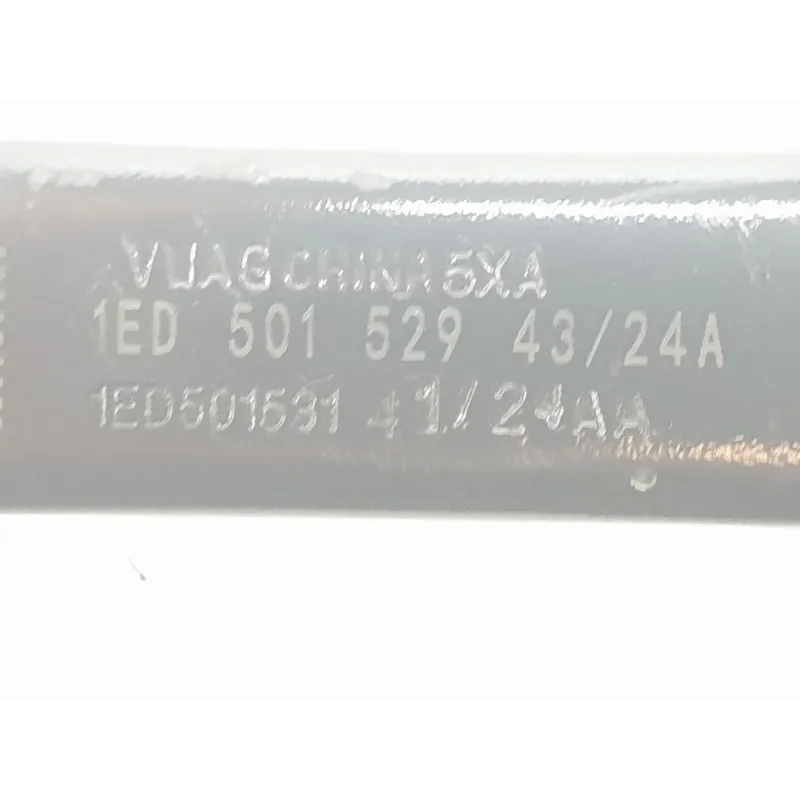 VUAG CHINA 5XA
1ED 501 529 43/24A
1ED501531 41/24AA